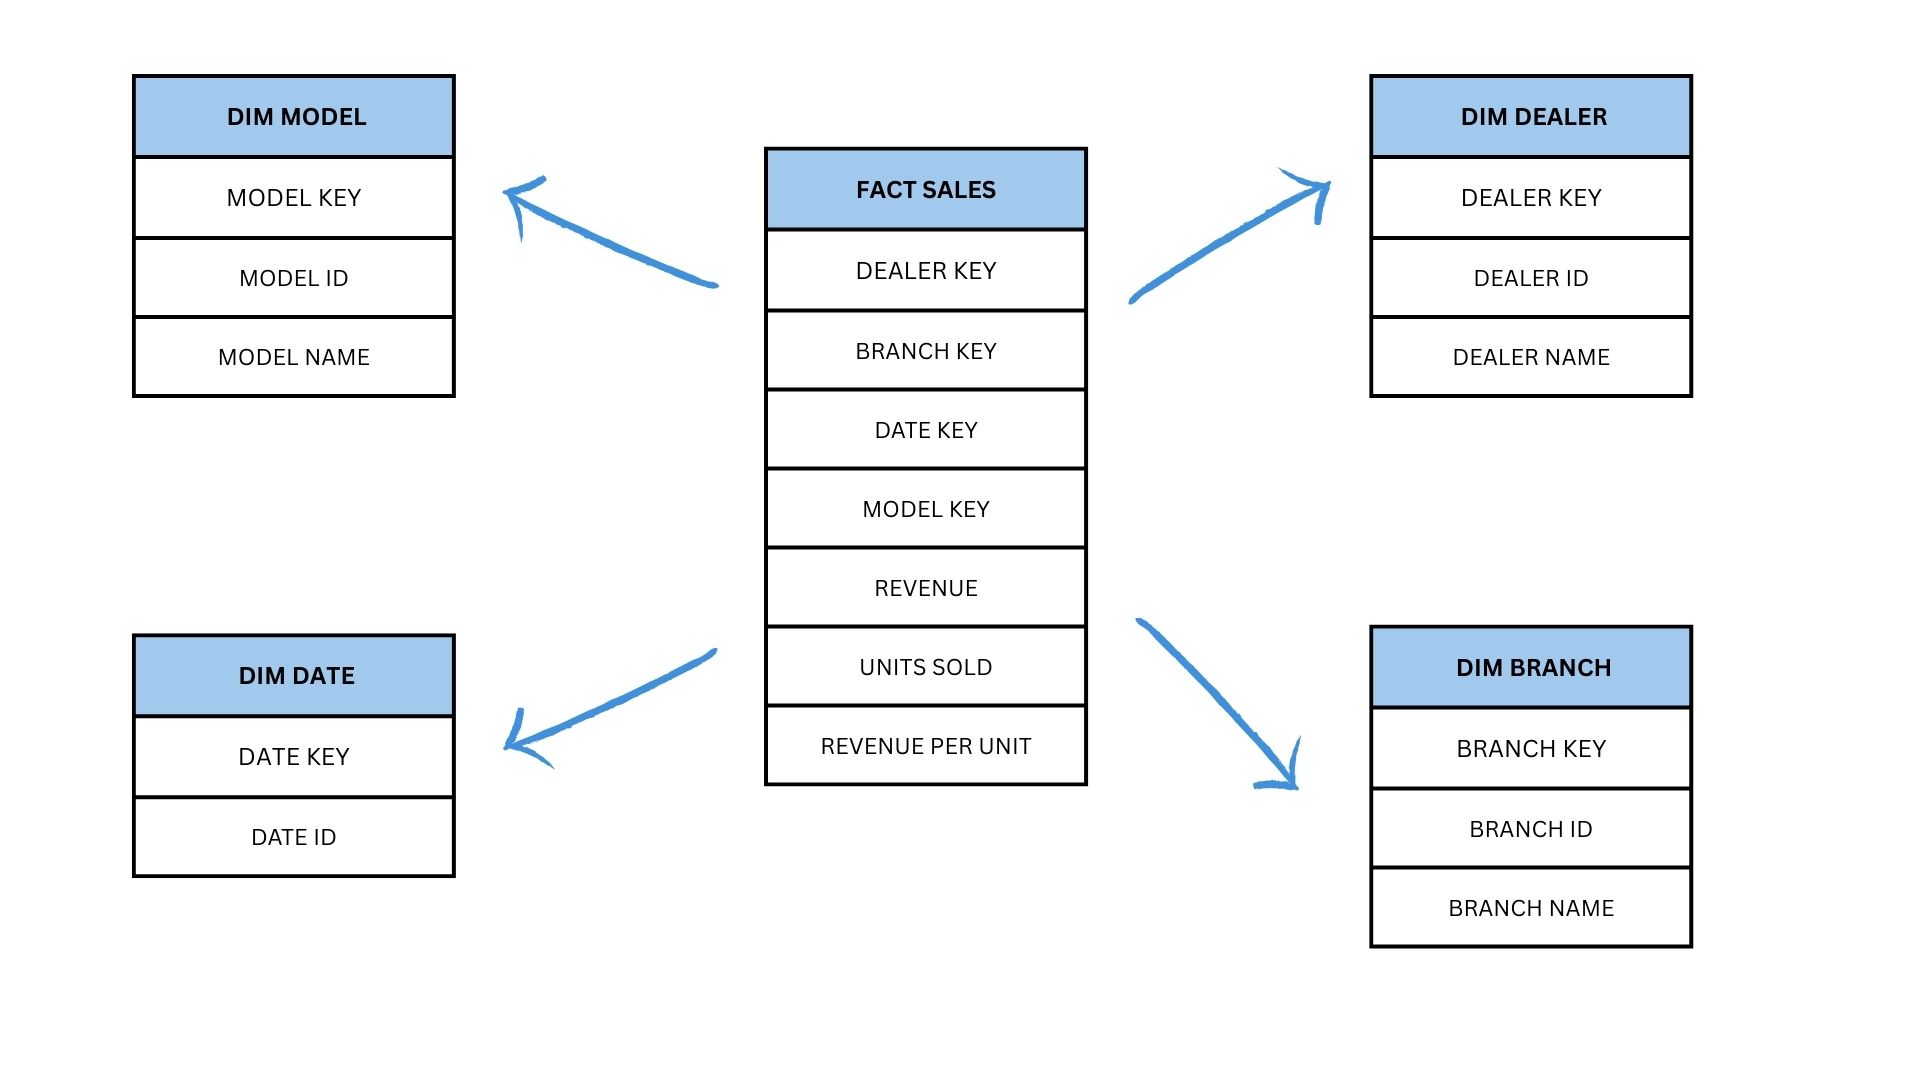 DIM MODEL
MODEL KEY
MODEL ID
MODEL NAME
FACT SALES
DEALER KEY
BRANCH KEY
DATE KEY
MODEL KEY
REVENUE
UNITS SOLD
REVENUE PER UNIT
DIM DEALER
DEALER KEY
DEALER ID
DEALER NAME
DIM DATE
DATE KEY
DATE ID
DIM BRANCH
BRANCH KEY
BRANCH ID
BRANCH NAME